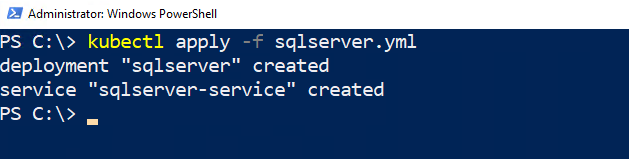 Administrator: Windows PowerShell
PS C:\> kubectl apply -f sqlserver.yml
deployment "sqlserver" created
service "sqlserver-service" created
PS C:\>